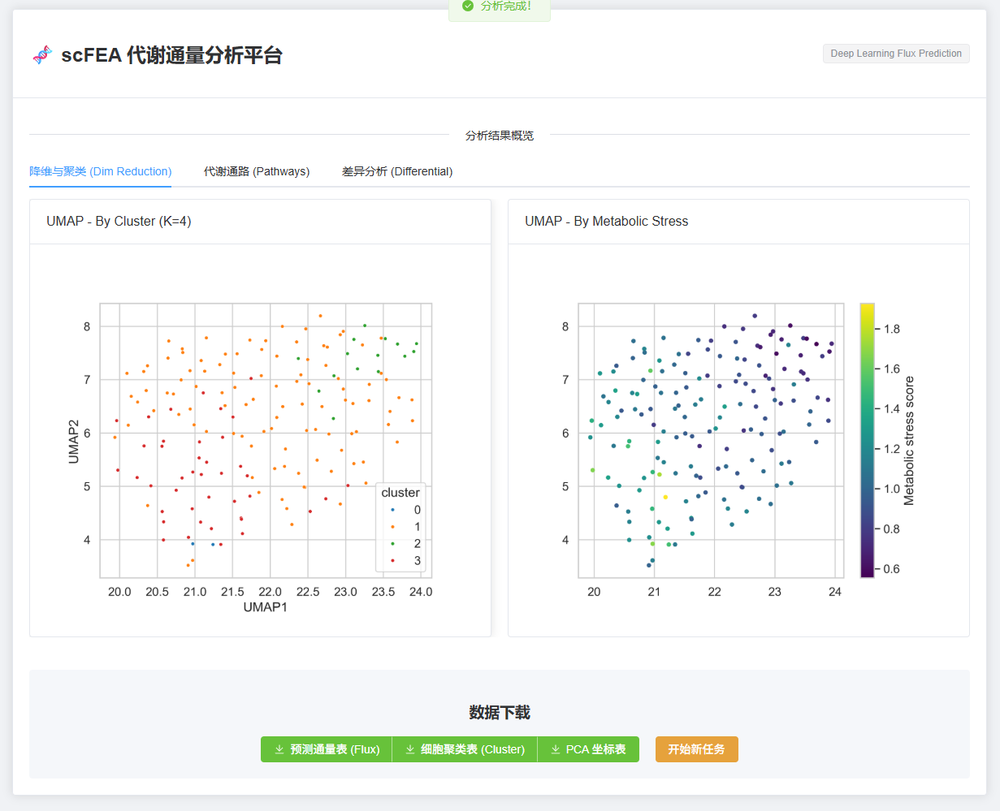 分析完成！
scFEA 代谢通量分析平台
Deep Learning Flux Prediction
分析结果概览
降维与聚类 (Dim Reduction) 代谢通路 (Pathways) 差异分析 (Differential)
UMAP - By Cluster (K=4)
8
7
6
5
4
UMAP2
cluster
0
1
2
3
20.0 20.5 21.0 21.5 22.0 22.5 23.0 23.5 24.0
UMAP1
UMAP - By Metabolic Stress
8
7
6
5
4
20 21 22 23 24
1.8
1.6
1.4
1.2
1.0
0.8
0.6
Metabolic stress score
数据下载
预测通量表 (Flux) 细胞聚类表 (Cluster) PCA 坐标表 开始新任务